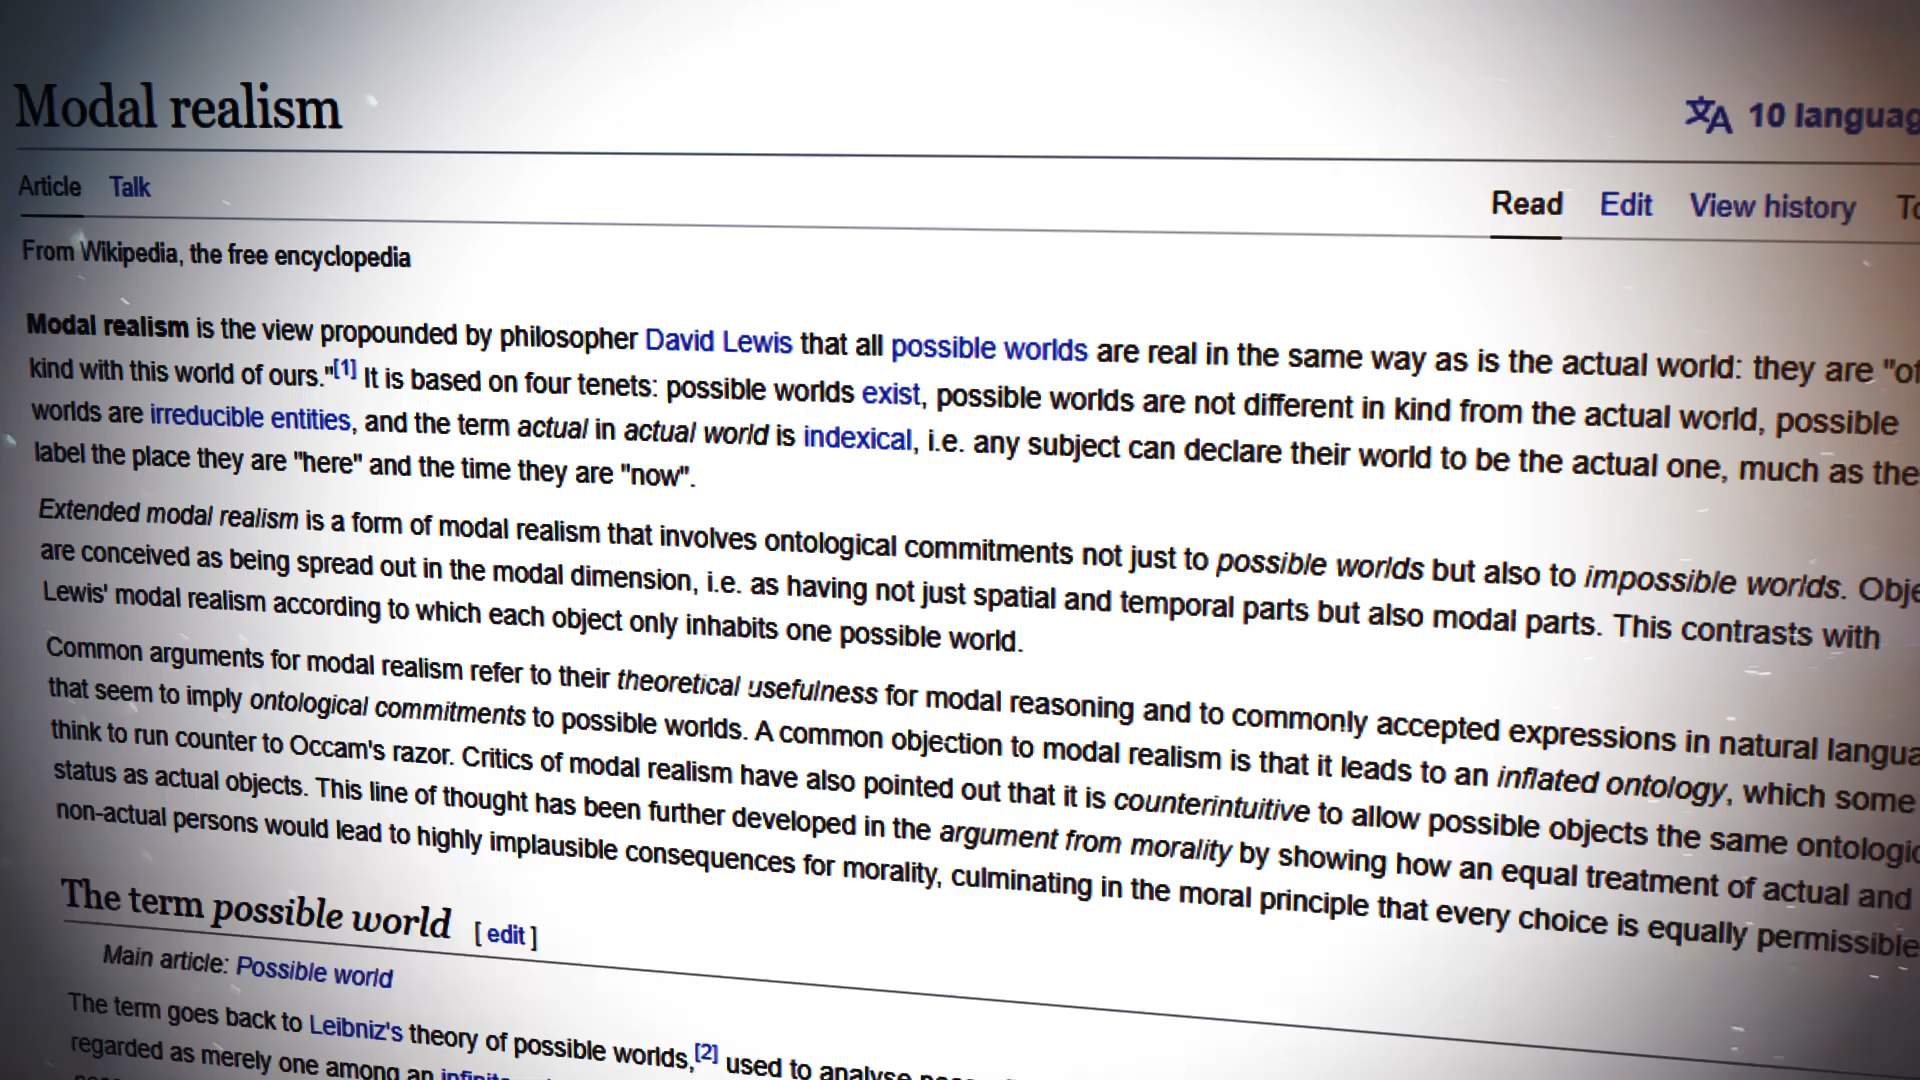 Modal realism
10 languag
Article Talk
Read Edit View history To
From Wikipedia, the free encyclopedia
Modal realism is the view propounded by philosopher David Lewis that all possible worlds are real in the same way as is the actual world: they are "of
kind with this world of ours."[1] It is based on four tenets: possible worlds exist, possible worlds are not different in kind from the actual world, possible
worlds are irreducible entities, and the term actual in actual world is indexical, i.e. any subject can declare their world to be the actual one, much as the
label the place they are "here" and the time they are "now".
Extended modal realism is a form of modal realism that involves ontological commitments not just to possible worlds but also to impossible worlds. Obje
are conceived as being spread out in the modal dimension, i.e. as having not just spatial and temporal parts but also modal parts. This contrasts with
Lewis' modal realism according to which each object only inhabits one possible world.
Common arguments for modal realism refer to their theoretical usefulness for modal reasoning and to commonly accepted expressions in natural langua
that seem to imply ontological commitments to possible worlds. A common objection to modal realism is that it leads to an inflated ontology, which some
think to run counter to Occam's razor. Critics of modal realism have also pointed out that it is counterintuitive to allow possible objects the same ontologic
status as actual objects. This line of thought has been further developed in the argument from morality by showing how an equal treatment of actual and
non-actual persons would lead to highly implausible consequences for morality, culminating in the moral principle that every choice is equally permissible
The term possible world [ edit ]
Main article: Possible world
The term goes back to Leibniz's theory of possible worlds,[2] used to analyse
regarded as merely one among an